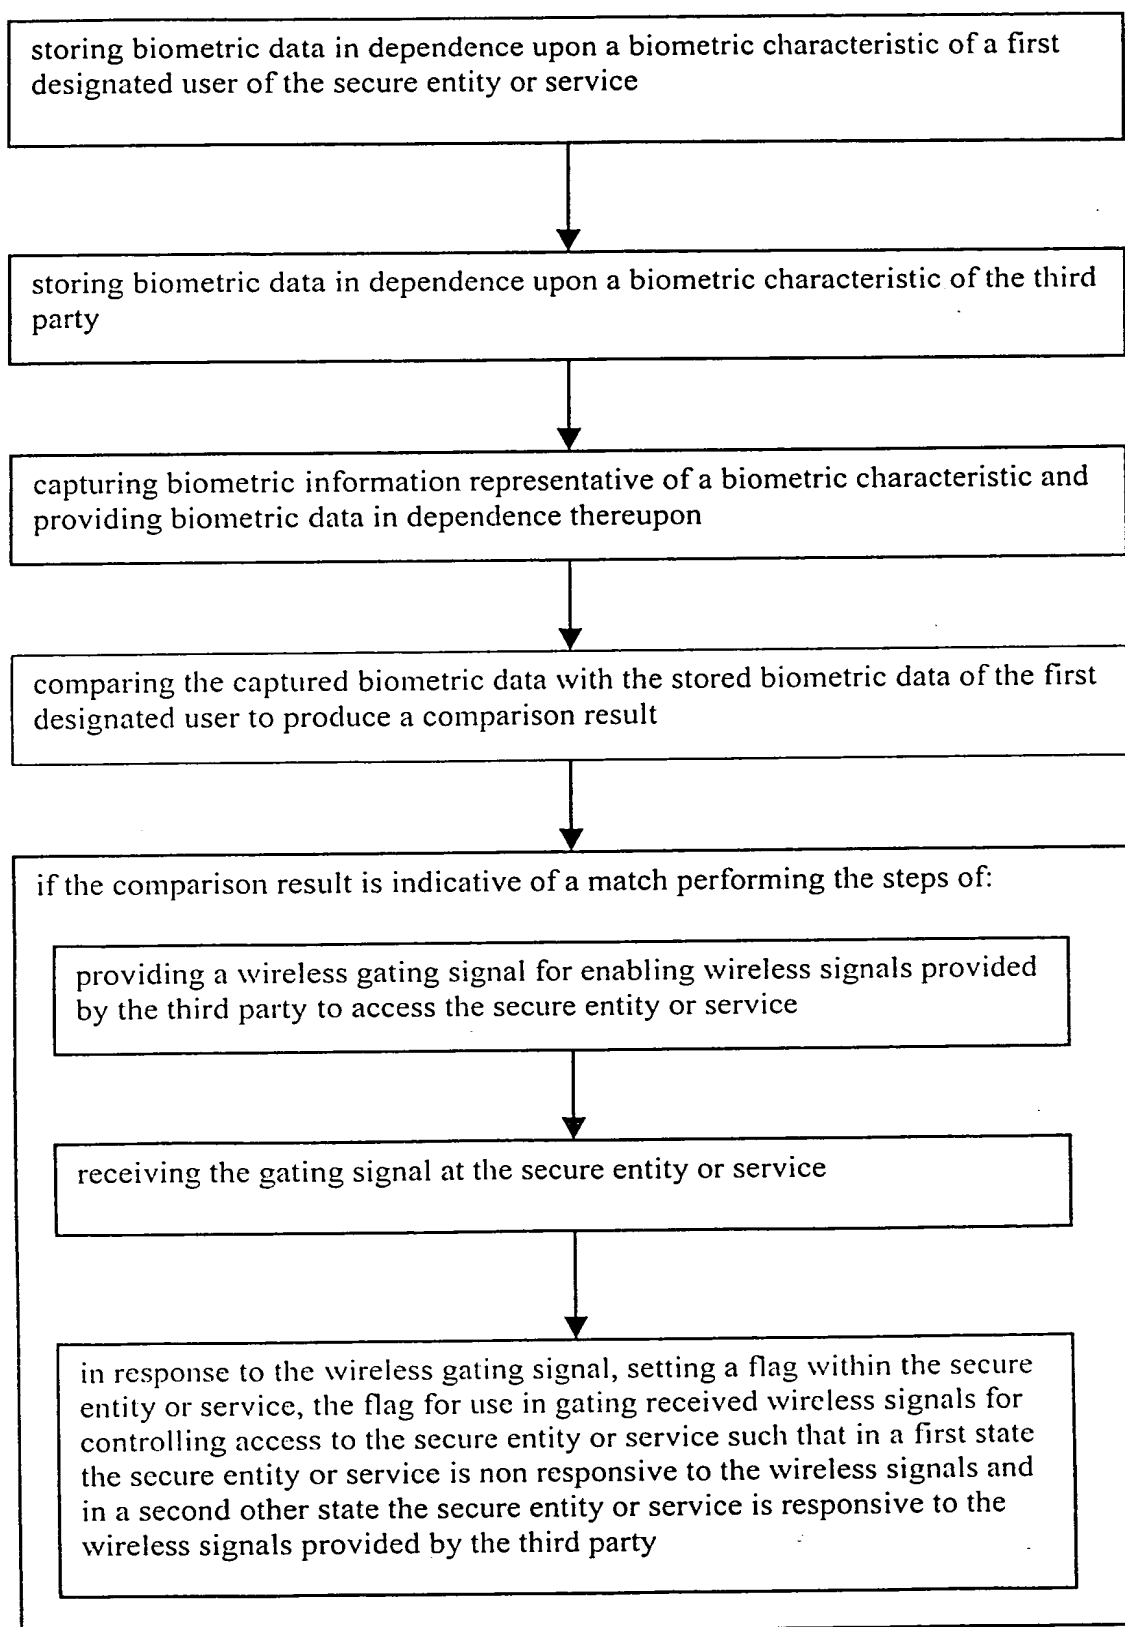 storing biometric data in dependence upon a biometric characteristic of a first
designated user of the secure entity or service
storing biometric data in dependence upon a biometric characteristic of the third
party
capturing biometric information representative of a biometric characteristic and
providing biometric data in dependence thereupon
comparing the captured biometric data with the stored biometric data of the first
designated user to produce a comparison result
if the comparison result is indicative of a match performing the steps of:
providing a wireless gating signal for enabling wireless signals provided
by the third party to access the secure entity or service
receiving the gating signal at the secure entity or service
in response to the wireless gating signal, setting a flag within the secure
entity or service, the flag for use in gating received wireless signals for
controlling access to the secure entity or service such that in a first state
the secure entity or service is non responsive to the wireless signals and
in a second other state the secure entity or service is responsive to the
wireless signals provided by the third party